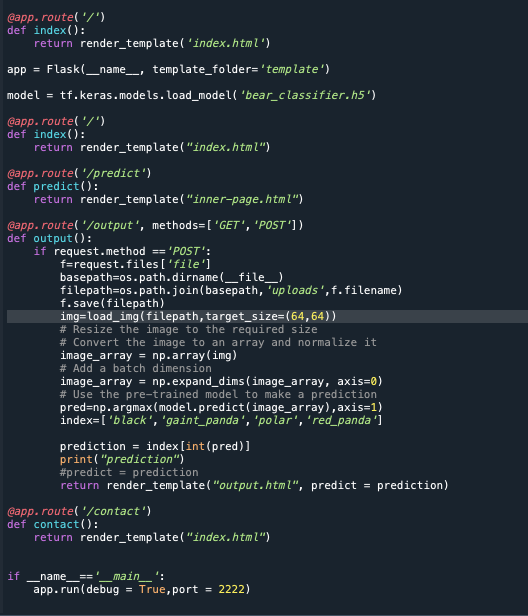 @app.route('/')
def index():
    return render_template('index.html')

app = Flask(__name__, template_folder='template')

model = tf.keras.models.load_model('bear_classifier.h5')

@app.route('/')
def index():
    return render_template("index.html")

@app.route('/predict')
def predict():
    return render_template("inner-page.html")

@app.route('/output', methods=['GET','POST'])
def output():
    if request.method =='POST':
        f=request.files['file']
        basepath=os.path.dirname(__file__)
        filepath=os.path.join(basepath,'uploads',f.filename)
        f.save(filepath)
        img=load_img(filepath,target_size=(64,64))
        # Resize the image to the required size
        # Convert the image to an array and normalize it
        image_array = np.array(img)
        # Add a batch dimension
        image_array = np.expand_dims(image_array, axis=0)
        # Use the pre-trained model to make a prediction
        pred=np.argmax(model.predict(image_array),axis=1)
        index=['black','gaint_panda','polar','red_panda']

        prediction = index[int(pred)]
        print("prediction")
        #predict = prediction
        return render_template("output.html", predict = prediction)

@app.route('/contact')
def contact():
    return render_template("index.html")


if __name__=='__main__':
    app.run(debug = True,port = 2222)